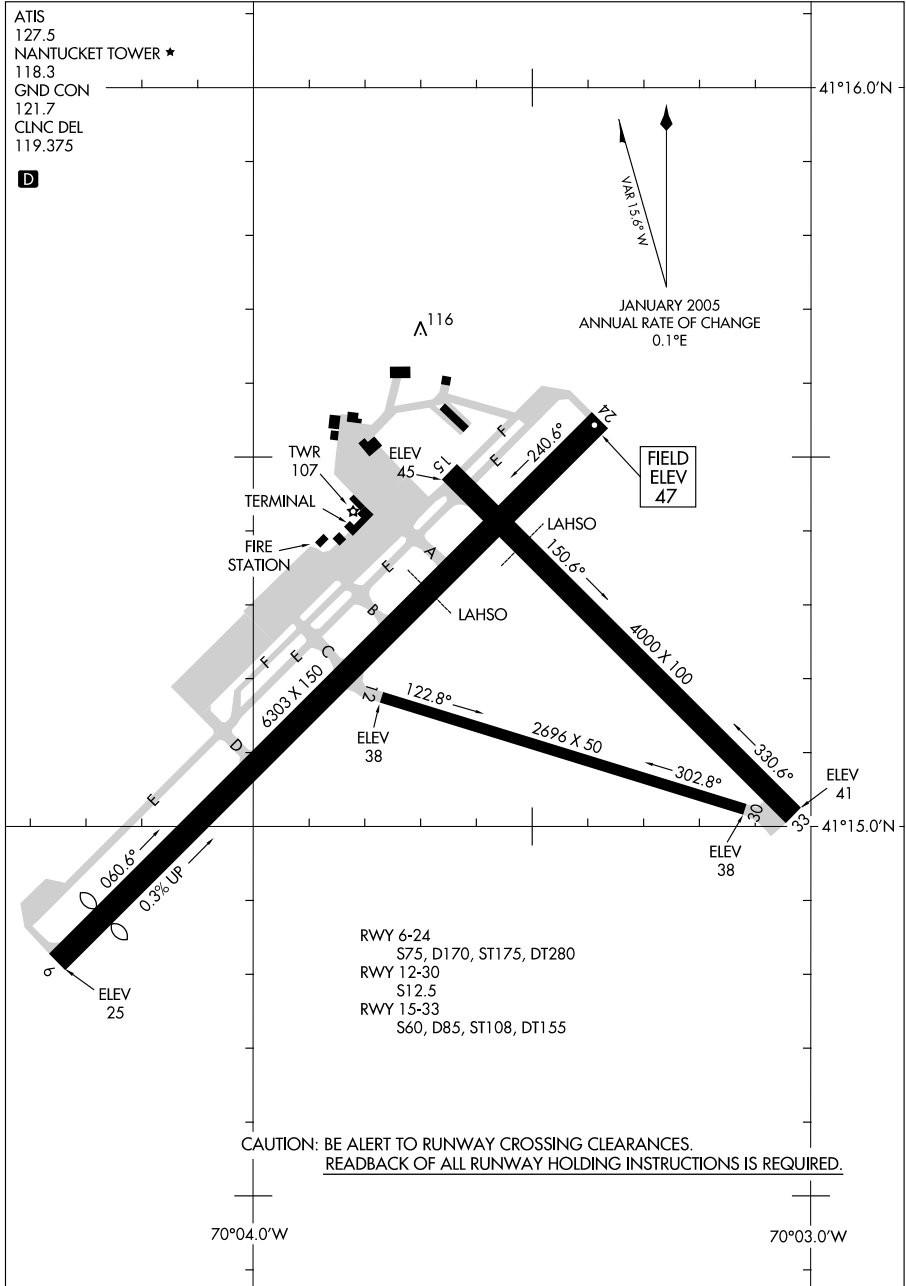 ATIS
127.5
NANTUCKET TOWER ★
118.3
GND CON
121.7
CLNC DEL
119.375
D
41°16.0'N
VAR 15.6° W
JANUARY 2005
ANNUAL RATE OF CHANGE
0.1°E
116
24
240.6°
F
E
FIELD
ELEV
47
TWR
107
ELEV
45
15
TERMINAL
FIRE
STATION
LAHSO
150.6°
A
E
LAHSO
B
4000 X 100
C
E
F
6303 X 150
12
122.8°
ELEV
38
2696 X 50
302.8°
330.6°
D
ELEV
41
30
33
41°15.0'N
E
ELEV
38
060.6°
0.3% UP
6
ELEV
25
RWY 6-24
S75, D170, ST175, DT280
RWY 12-30
S12.5
RWY 15-33
S60, D85, ST108, DT155
CAUTION: BE ALERT TO RUNWAY CROSSING CLEARANCES.
READBACK OF ALL RUNWAY HOLDING INSTRUCTIONS IS REQUIRED.
70°04.0'W
70°03.0'W